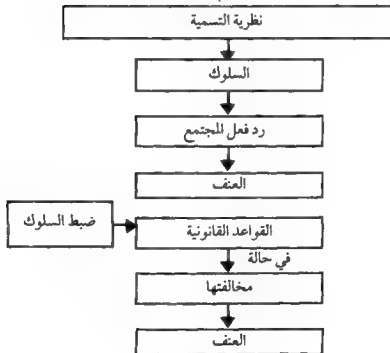 نظرية التسمية
السلوك
رد فعل المجتمع
العنف
ضبط السلوك
القواعد القانونية
في حالة
مخالفتها
العنف